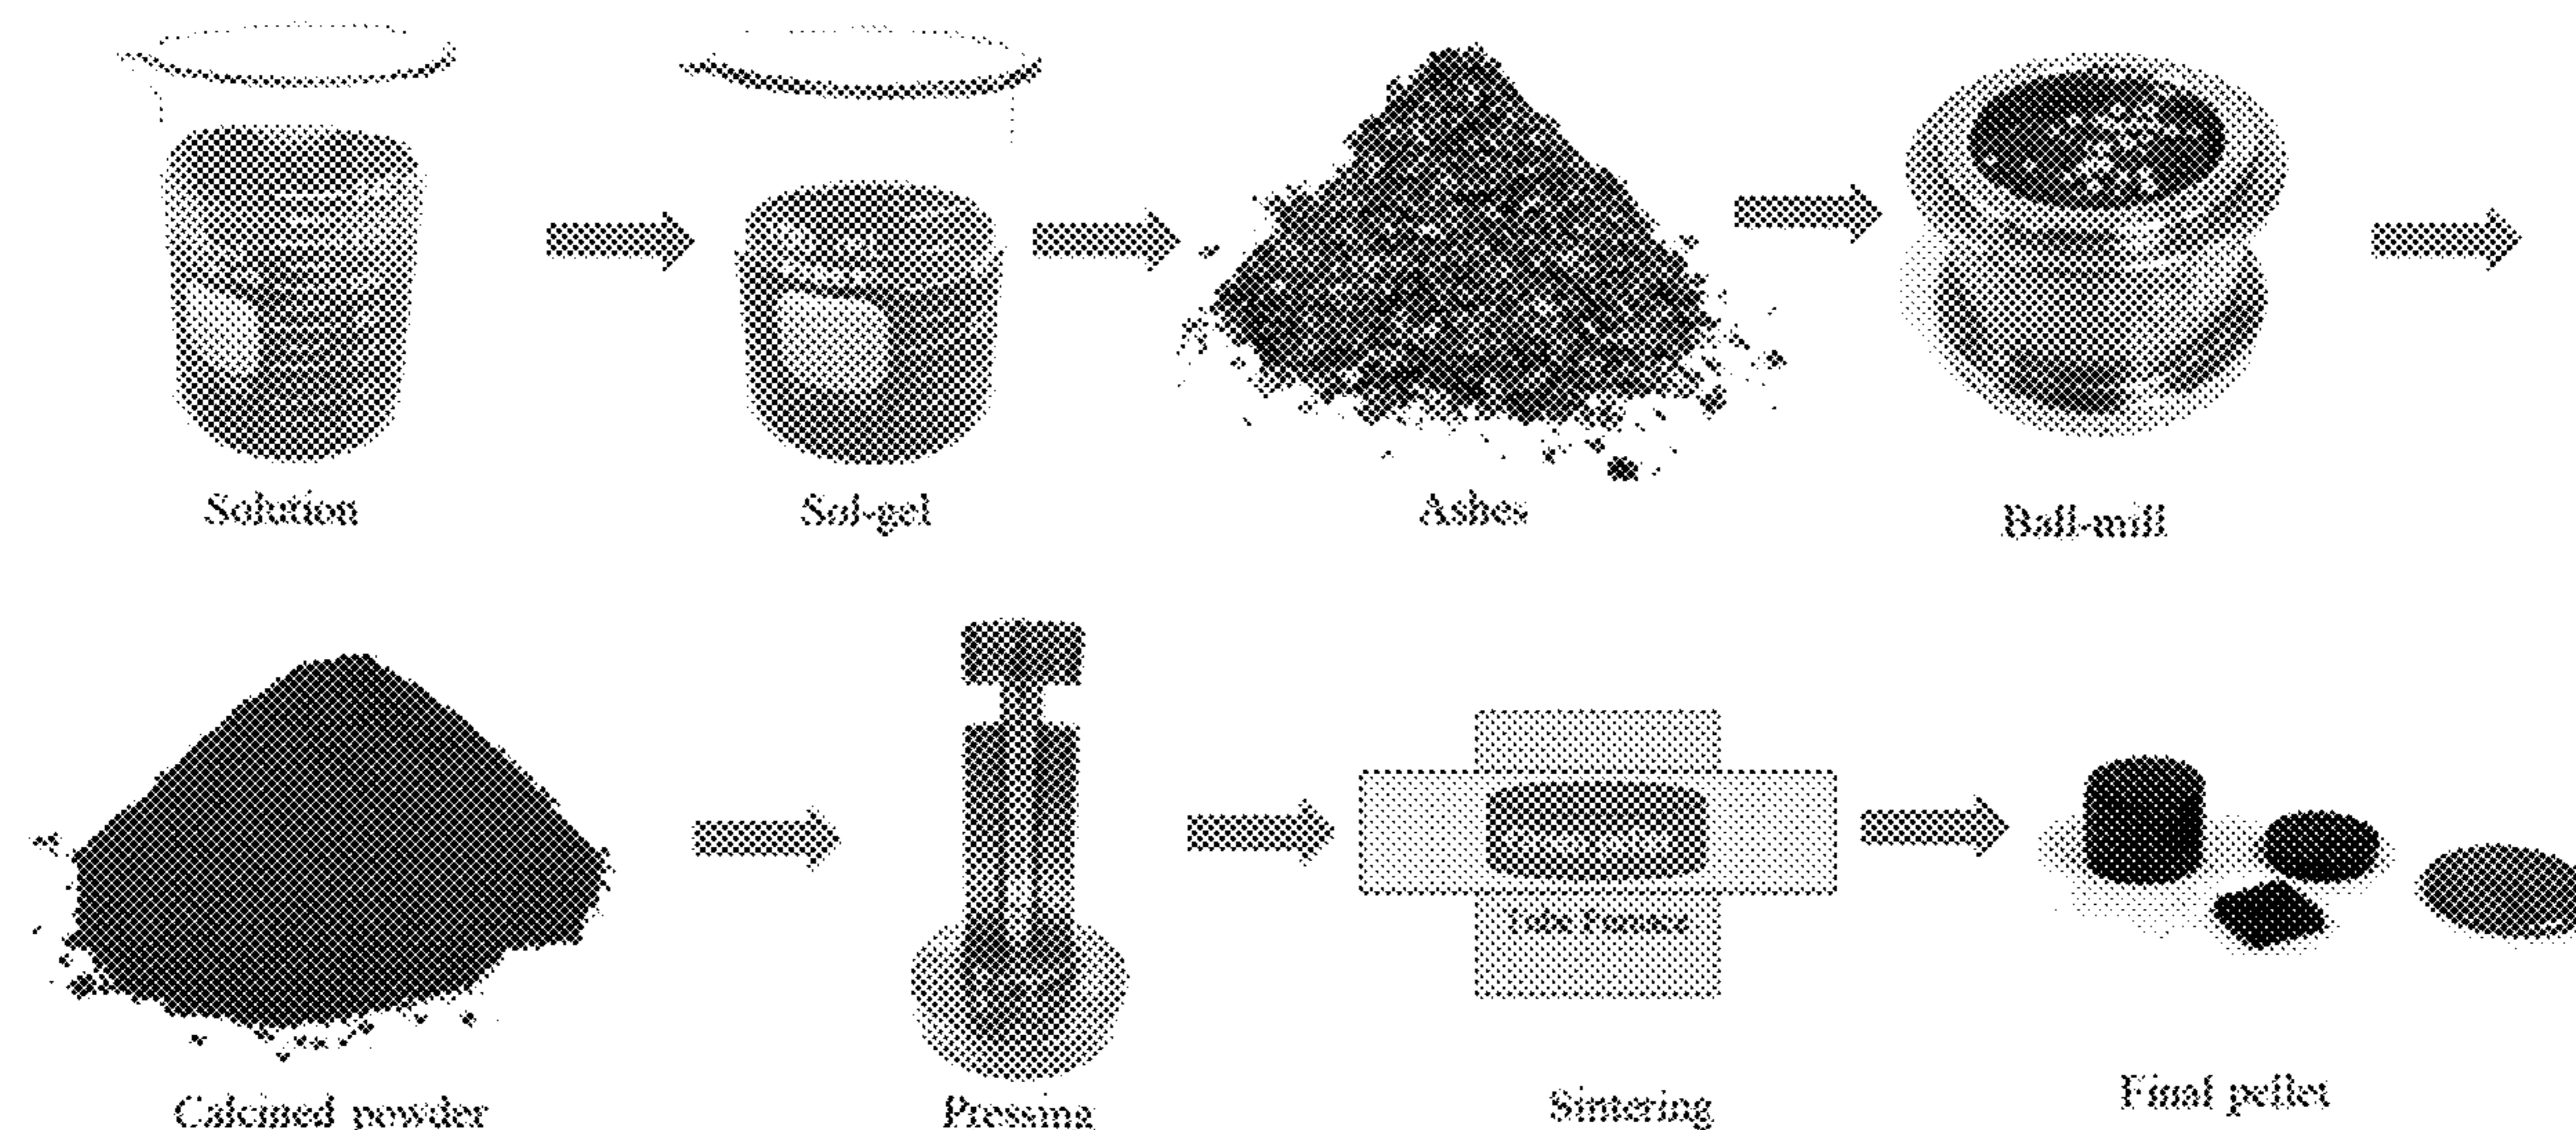 Solution
Sol-gel
Ashes
Ball-mill
Calcined powder
Pressing
Sintering
Final pellet